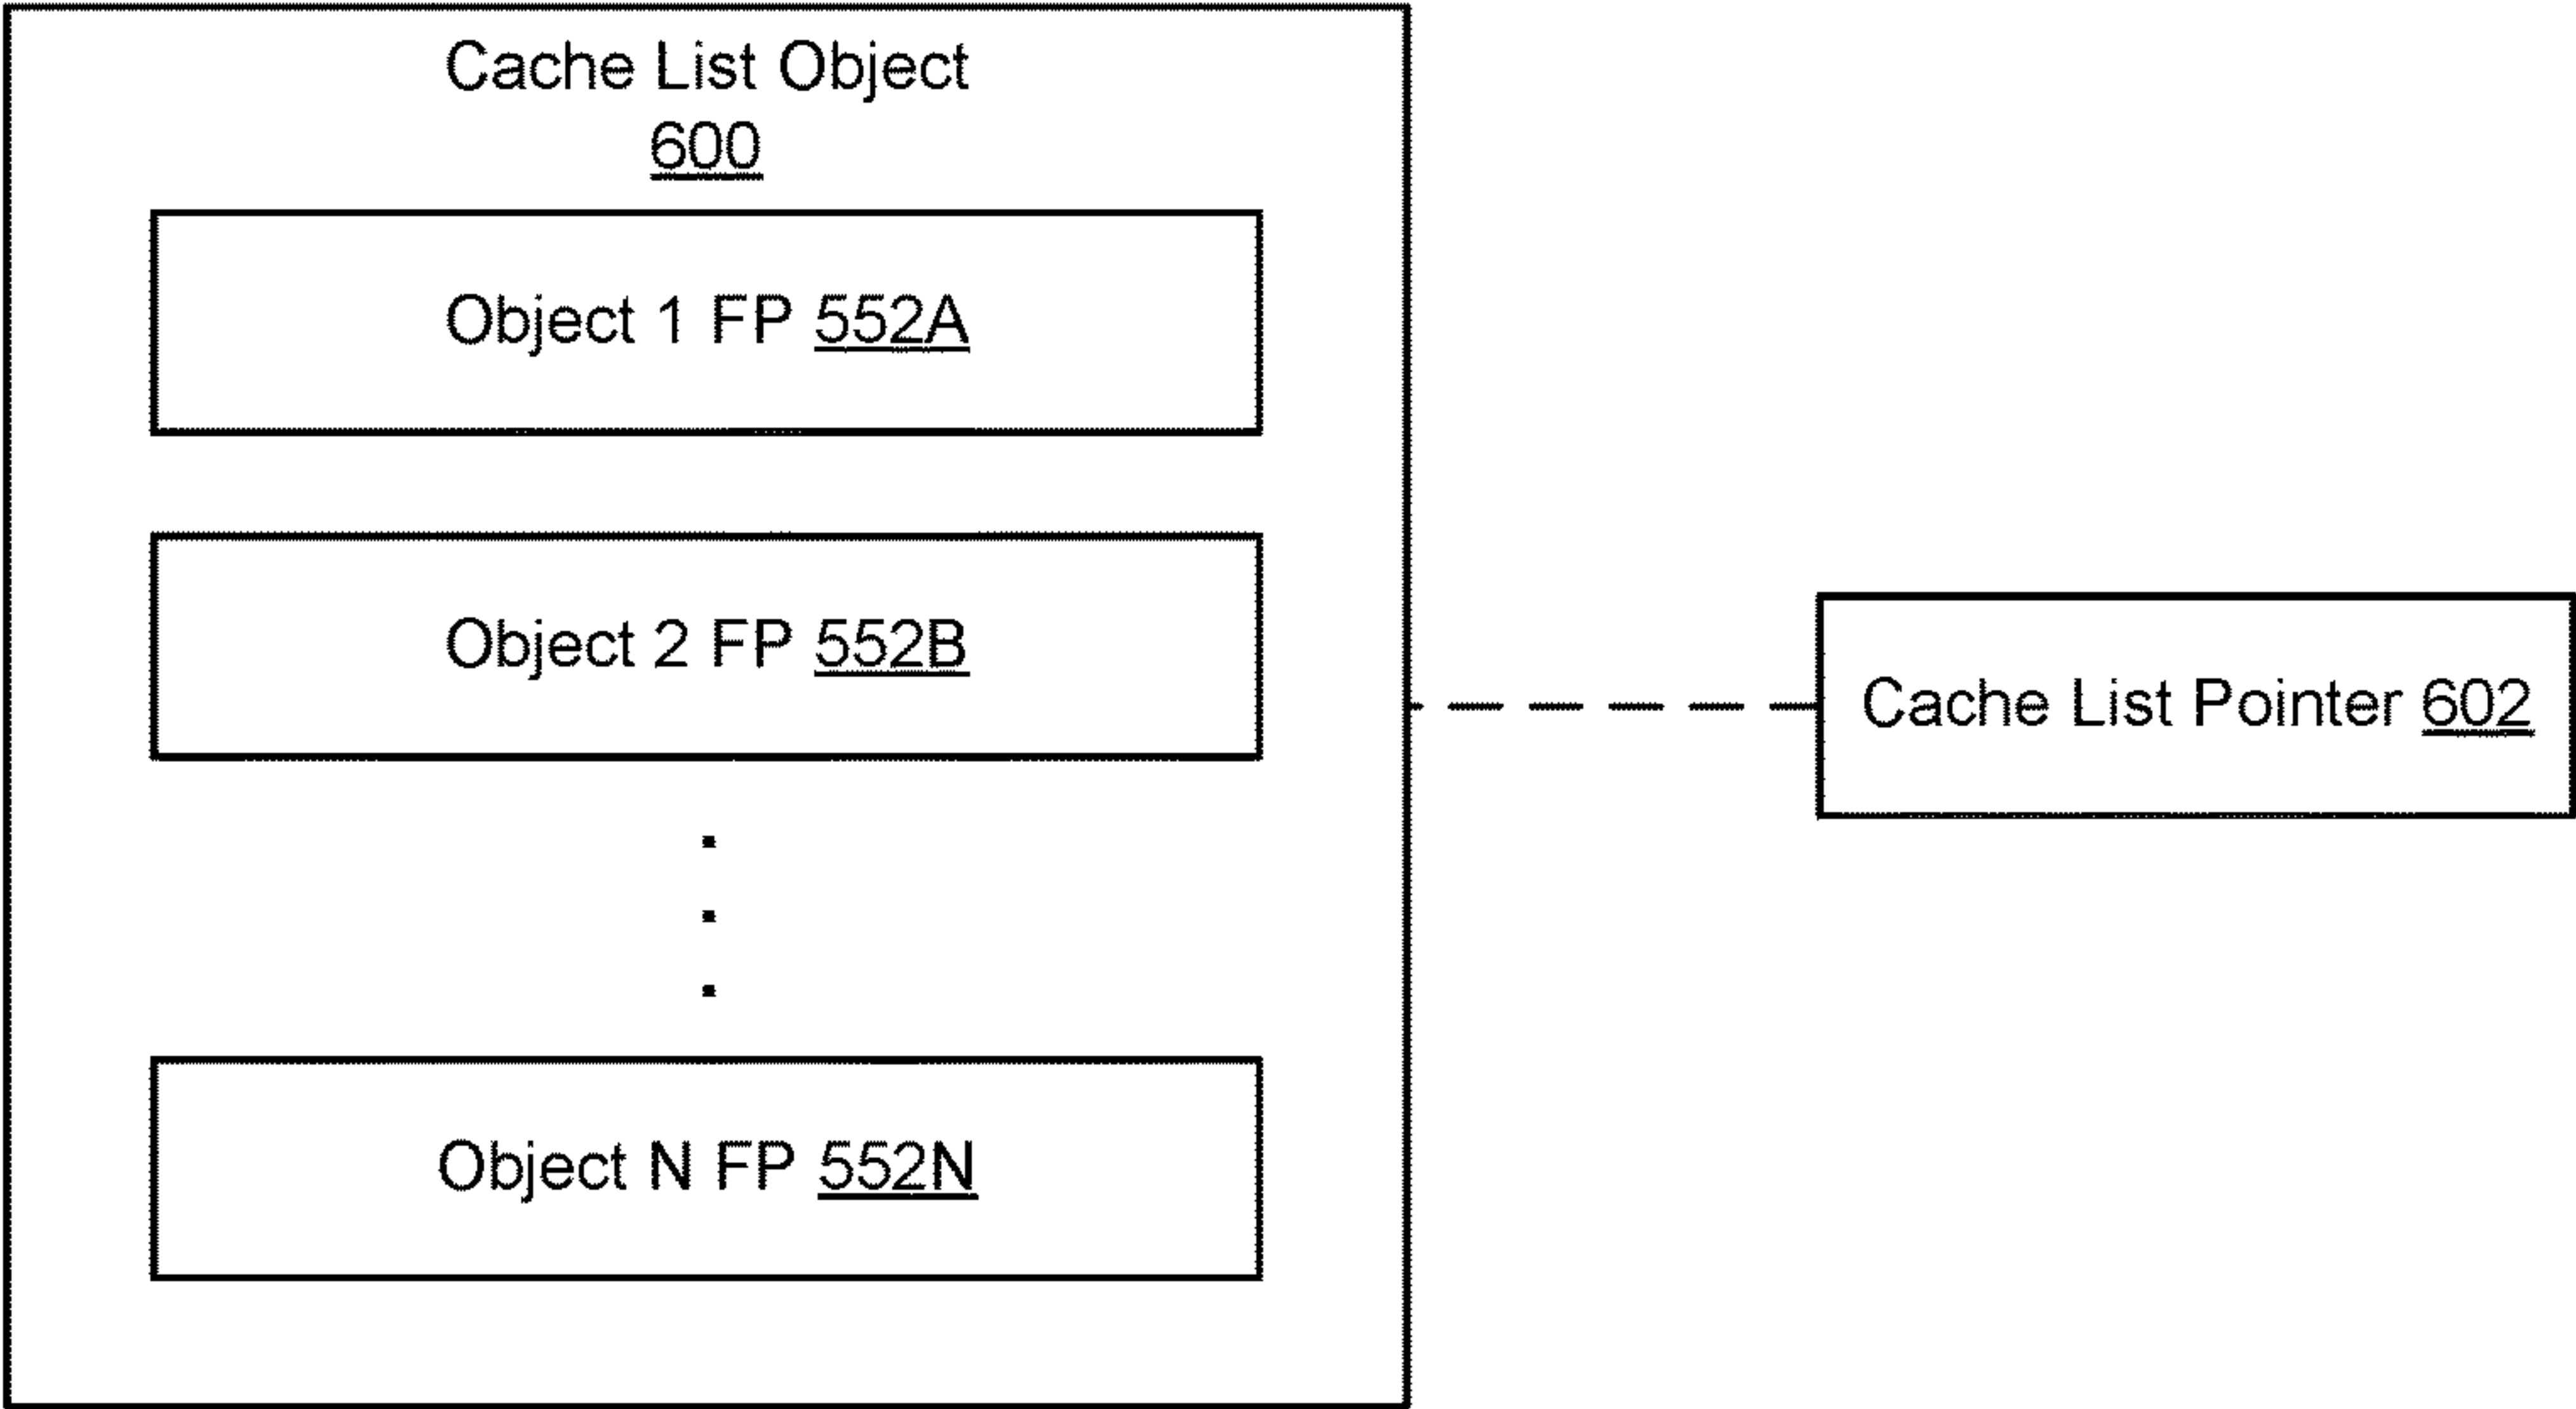 Cache List Object
600
Object 1 FP 552A
Object 2 FP 552B
Cache List Pointer 602
Object N FP 552N